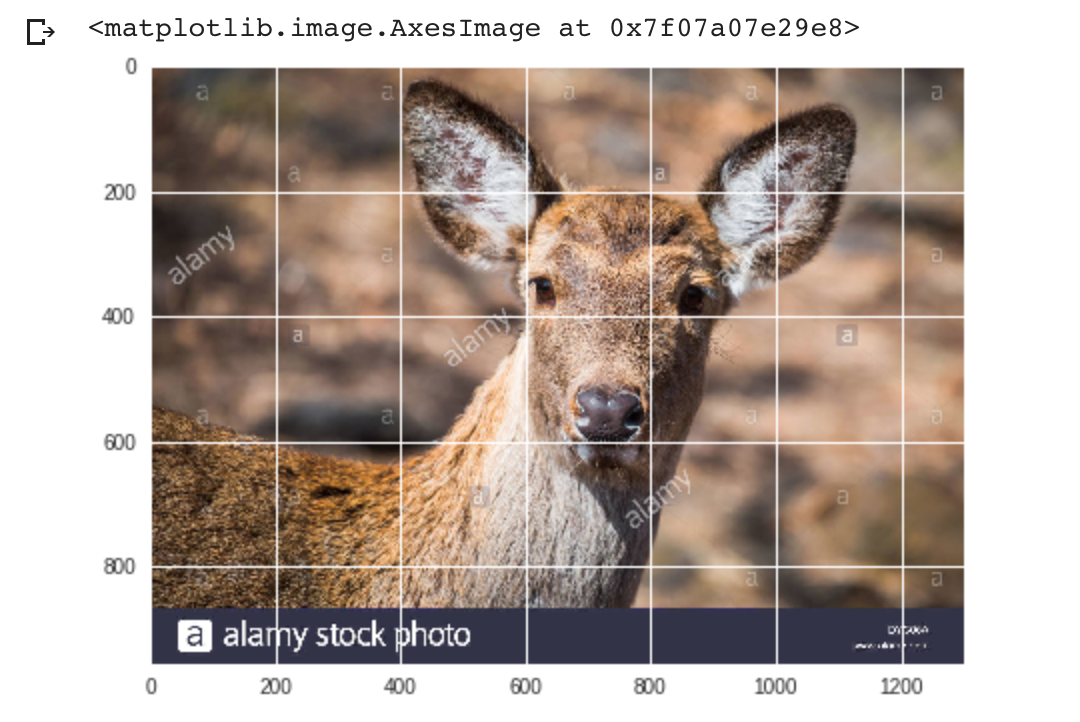 <matplotlib.image.AxesImage at 0x7f07a07e29e8>
0
a a a a a
a a
200
alamy
a a
400
alamy
a a
a a a a
600
a a a
alamy
800
a a a a
a alamy stock photo
0 200 400 600 800 1000 1200